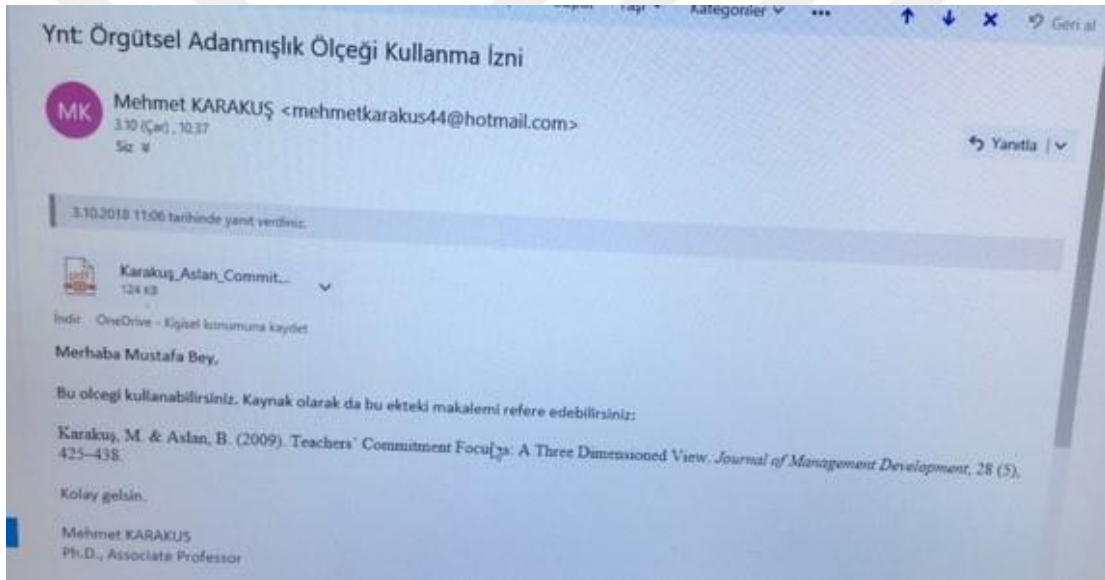 Taşı Kategoriler ... Geri al
Ynt: Örgütsel Adanmışlık Ölçeği Kullanma İzni
MK
Mehmet KARAKUŞ <mehmetkarakus44@hotmail.com>
3.10 (Çar), 10:37
Siz
Yanıtla
3.10.2018 11:06 tarihinde yanıt verdiniz.
pdf
Karakuş_Aslan_Commit...
124 KB
İndir OneDrive - Kişisel konumuna kaydet
Merhaba Mustafa Bey,
Bu olcegi kullanabilirsiniz. Kaynak olarak da bu ekteki makalemi refere edebilirsiniz:
Karakuş, M. & Aslan, B. (2009). Teachers' Commitment : A Three Dimensioned View. Journal of Management Development, 28 (5),
425–438.
Kolay gelsin.
Mehmet KARAKUS
Ph.D., Associate Professor